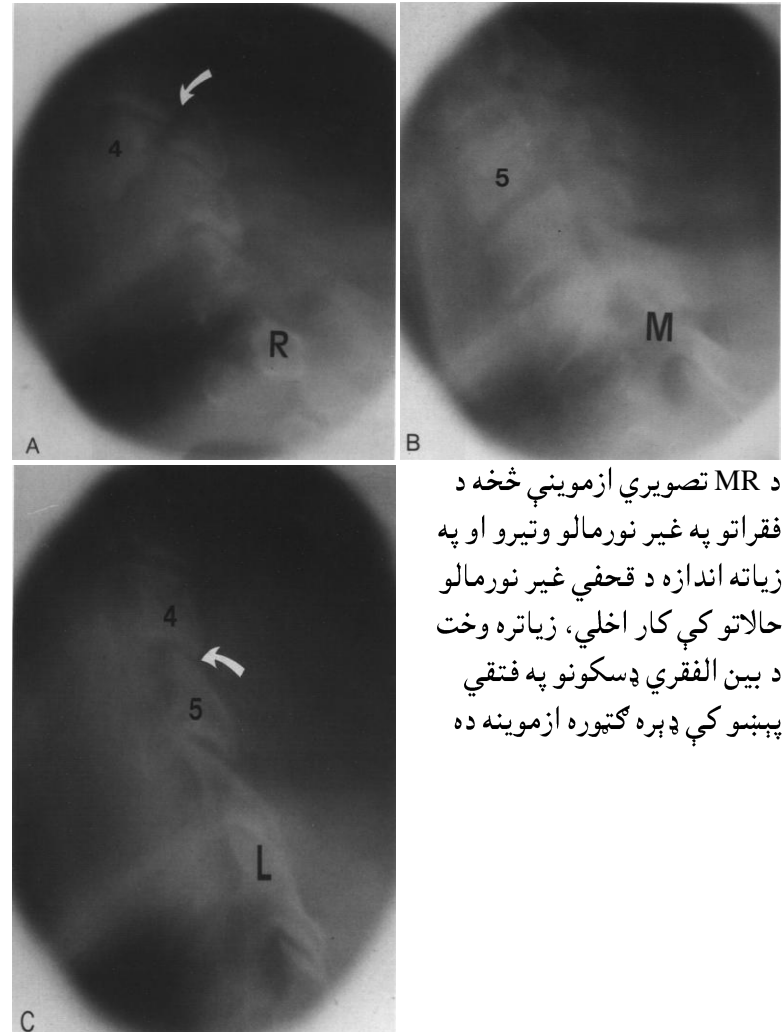 4
R
A
5
M
B
د MR تصويري ازمويني څخه د
فقراتو په غير نورمالو وتيرو او په
زياته اندازه د قحفي غير نورمالو
حالاتو کې کار اخلي، زياتره وخت
د بين الفقري ډسکونو په فتقي
پېښو کې ډېره ګټوره ازموينه ده
4
5
L
C